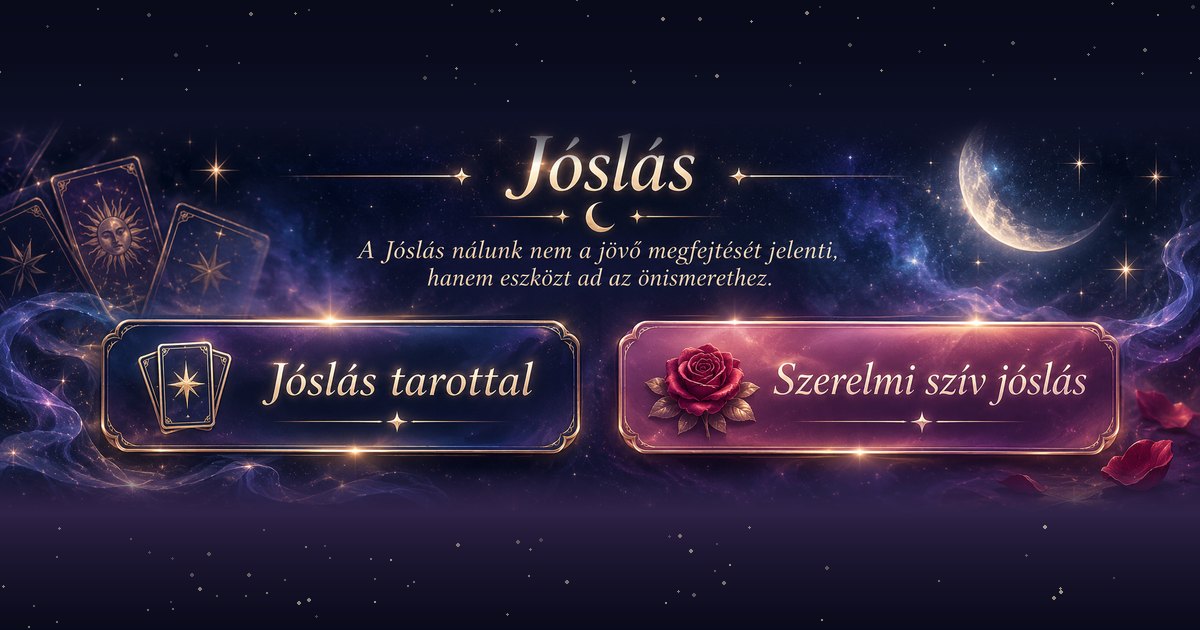 Jóslás
A Jóslás nálunk nem a jövő megfejtését jelenti,
hanem eszközt ad az önismerethez.
Jóslás tarottal
Szerelmi szív jóslás